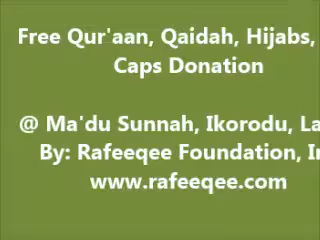 Free Qur'aan, Qaidah, Hijabs,
Caps Donation
@ Ma'du Sunnah, Ikorodu, La
By: Rafeeqee Foundation, In
www.rafeeqee.com